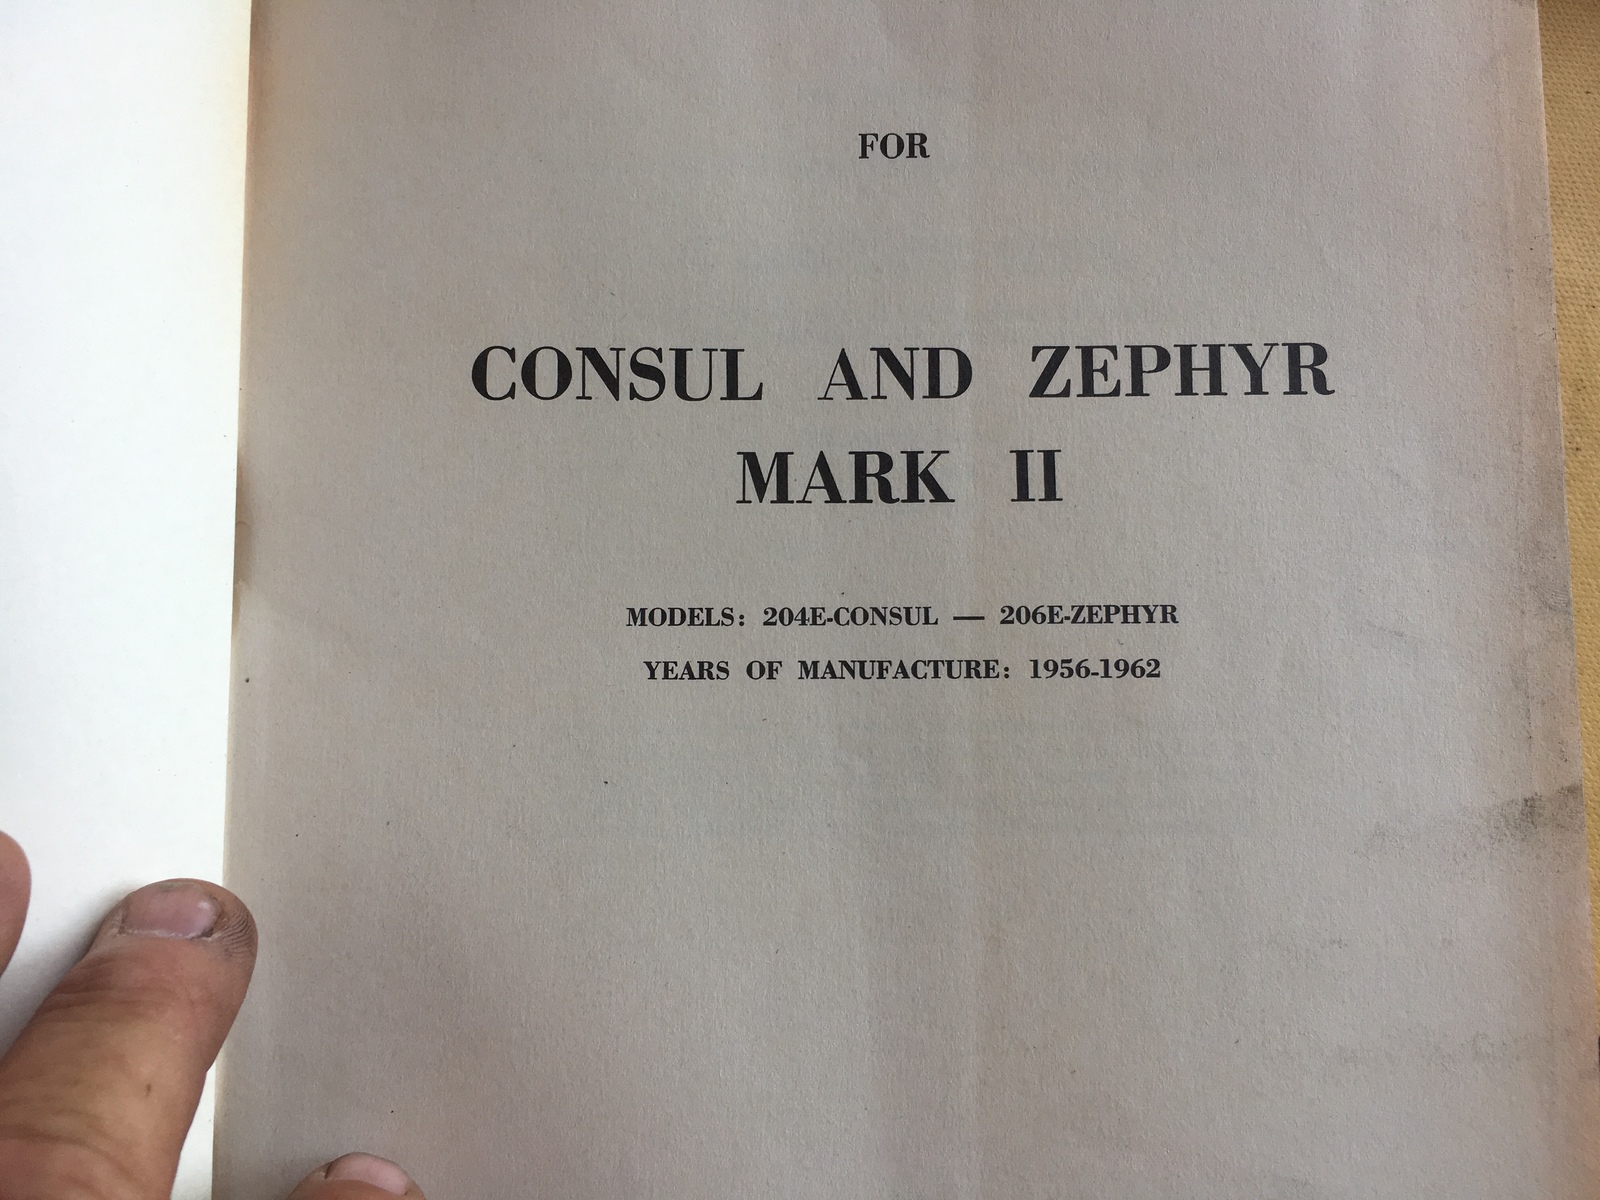 FOR
CONSUL AND ZEPHYR
MARK II
MODELS: 204E-CONSUL — 206E-ZEPHYR
YEARS OF MANUFACTURE: 1956-1962